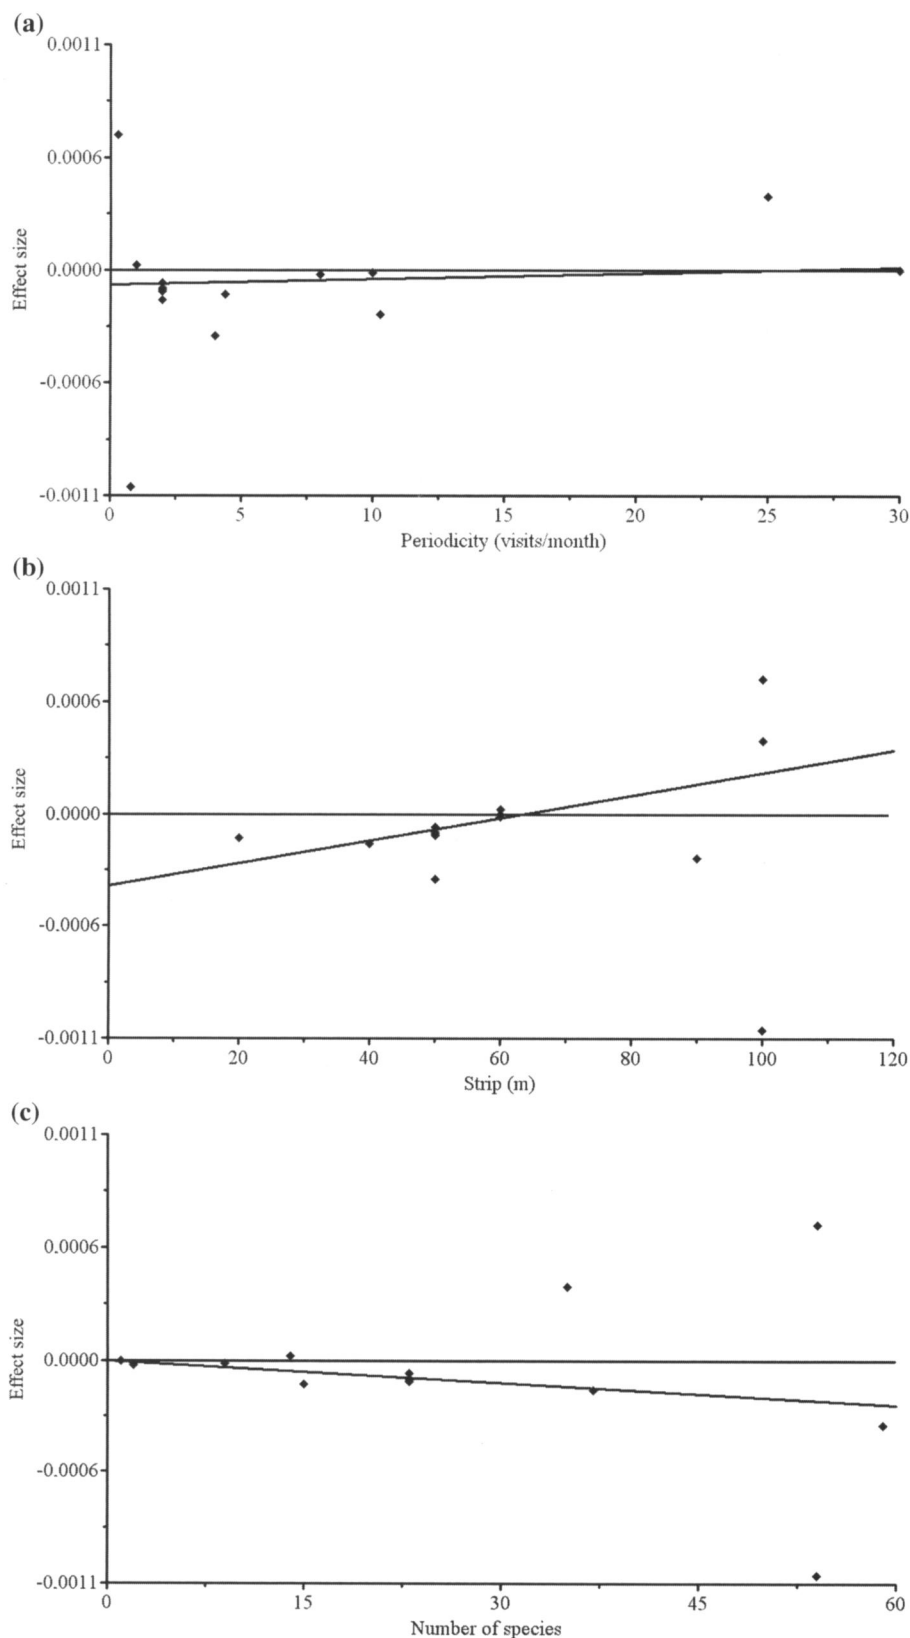 (a)
0.0011
0.0006
0.0000
-0.0006
-0.0011
Effect size
0 5 10 15 20 25 30
Periodicity (visits/month)
(b)
0.0011
0.0006
0.0000
-0.0006
-0.0011
Effect size
0 20 40 60 80 100 120
Strip (m)
(c)
0.0011
0.0006
0.0000
-0.0006
-0.0011
Effect size
0 15 30 45 60
Number of species